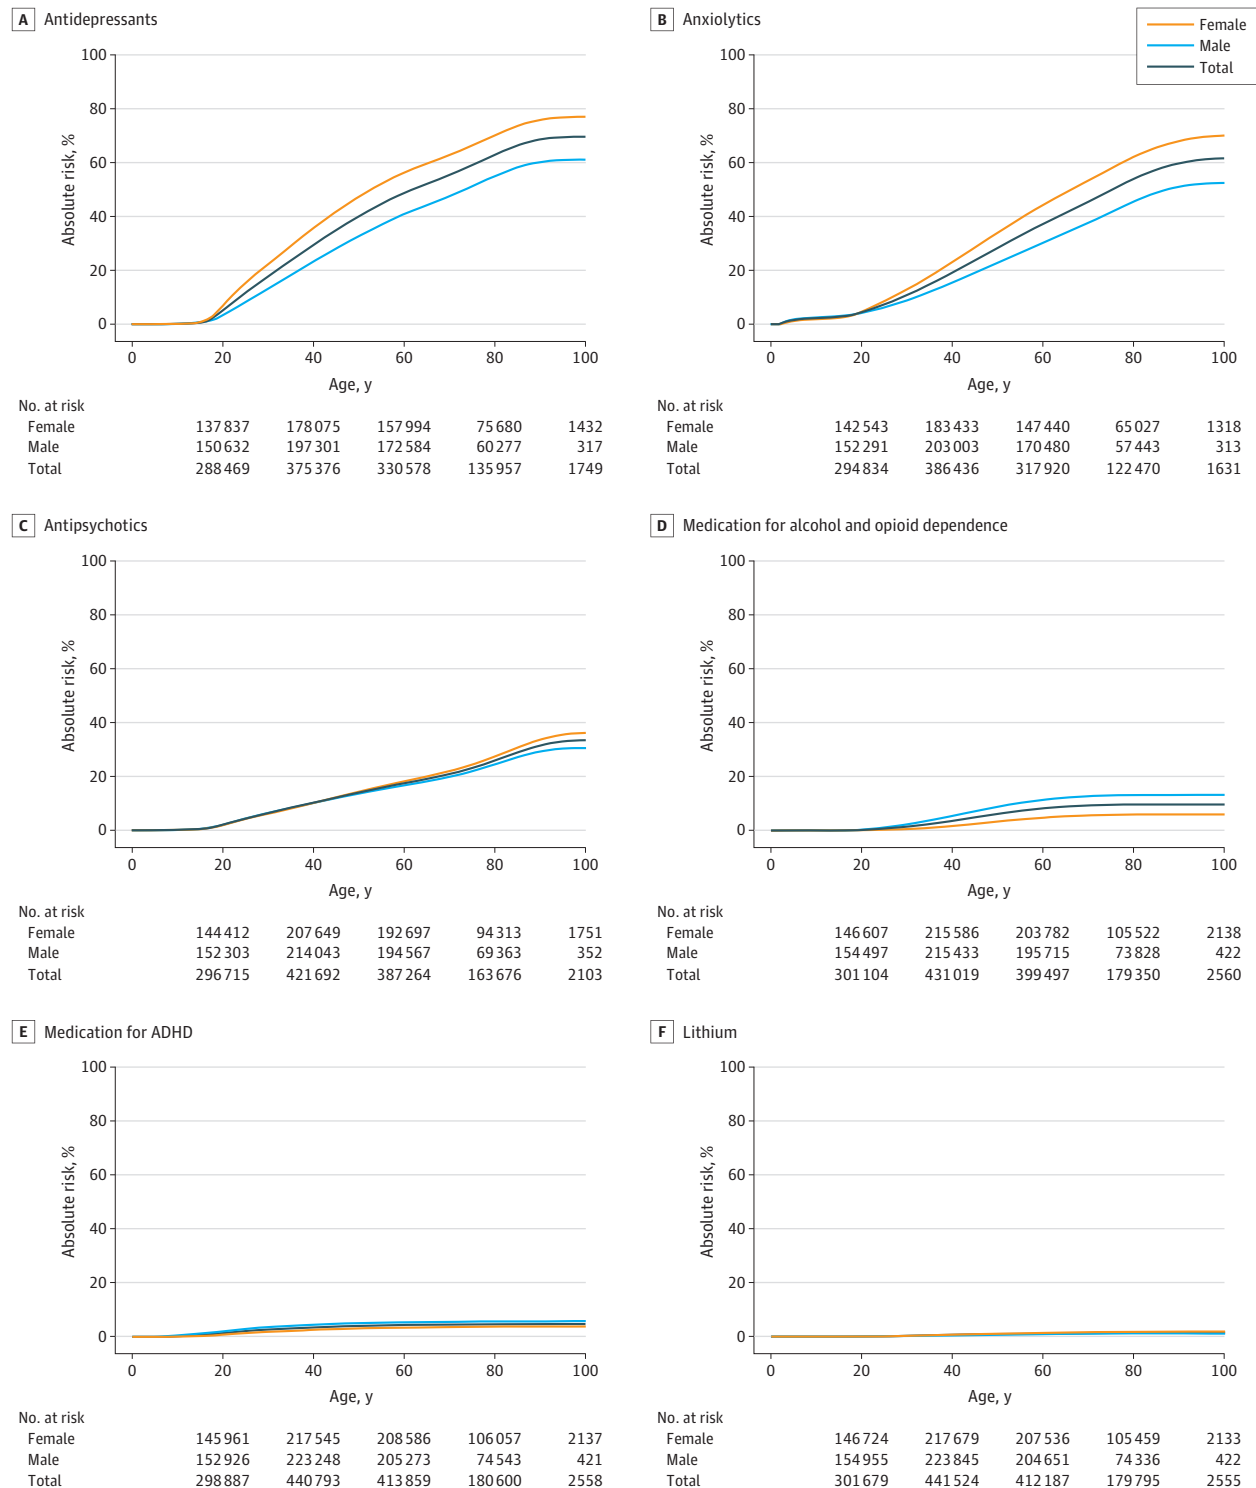 A Antidepressants
100
80
60
40
20
0
Absolute risk, %
0 20 40 60 80 100
Age, y
No. at risk
Female 137 837 178 075 157 994 75 680 1432
Male 150 632 197 301 172 584 60 277 317
Total 288 469 375 376 330 578 135 957 1749
B Anxiolytics
Female
Male
Total
100
80
60
40
20
0
Absolute risk, %
0 20 40 60 80 100
Age, y
No. at risk
Female 142 543 183 433 147 440 65 027 1318
Male 152 291 203 003 170 480 57 443 313
Total 294 834 386 436 317 920 122 470 1631
C Antipsychotics
100
80
60
40
20
0
Absolute risk, %
0 20 40 60 80 100
Age, y
No. at risk
Female 144 412 207 649 192 697 94 313 1751
Male 152 303 214 043 194 567 69 363 352
Total 296 715 421 692 387 264 163 676 2103
D Medication for alcohol and opioid dependence
100
80
60
40
20
0
Absolute risk, %
0 20 40 60 80 100
Age, y
No. at risk
Female 146 607 215 586 203 782 105 522 2138
Male 154 497 215 433 195 715 73 828 422
Total 301 104 431 019 399 497 179 350 2560
E Medication for ADHD
100
80
60
40
20
0
Absolute risk, %
0 20 40 60 80 100
Age, y
No. at risk
Female 145 961 217 545 208 586 106 057 2137
Male 152 926 223 248 205 273 74 543 421
Total 298 887 440 793 413 859 180 600 2558
F Lithium
100
80
60
40
20
0
Absolute risk, %
0 20 40 60 80 100
Age, y
No. at risk
Female 146 724 217 679 207 536 105 459 2133
Male 154 955 223 845 204 651 74 336 422
Total 301 679 441 524 412 187 179 795 2555